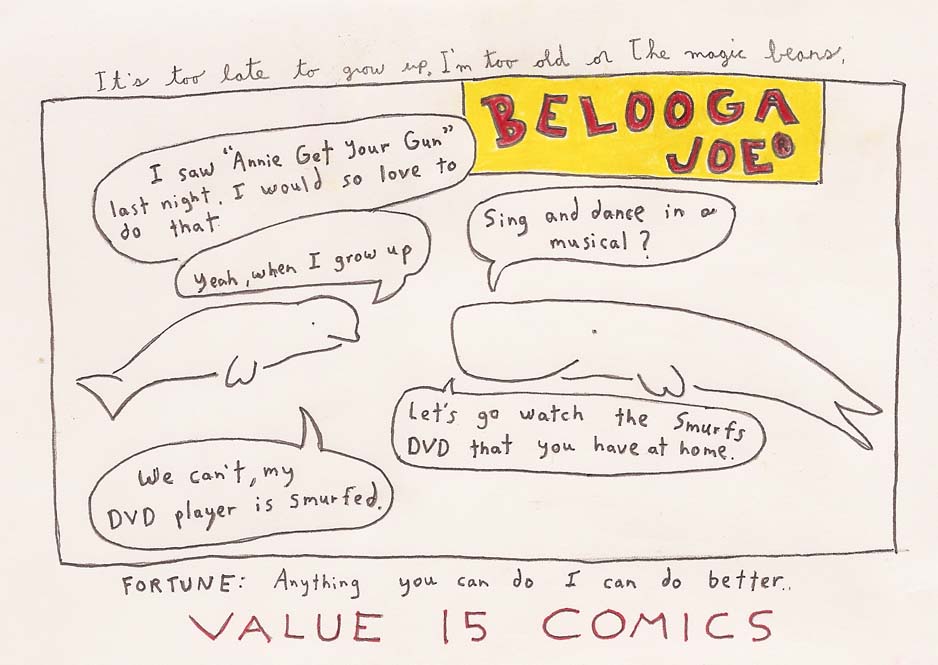 It's too late to grow up, I'm too old or The magic beans.
BELOOGA
JOE®
I saw "Annie Get Your Gun"
last night. I would so love to
do that.
Sing and dance in a
musical?
Yeah, when I grow up
Let's go watch the Smurfs
DVD that you have at home.
We can't, my
DVD player is smurfed.
FORTUNE: Anything you can do I can do better..
VALUE 15 COMICS